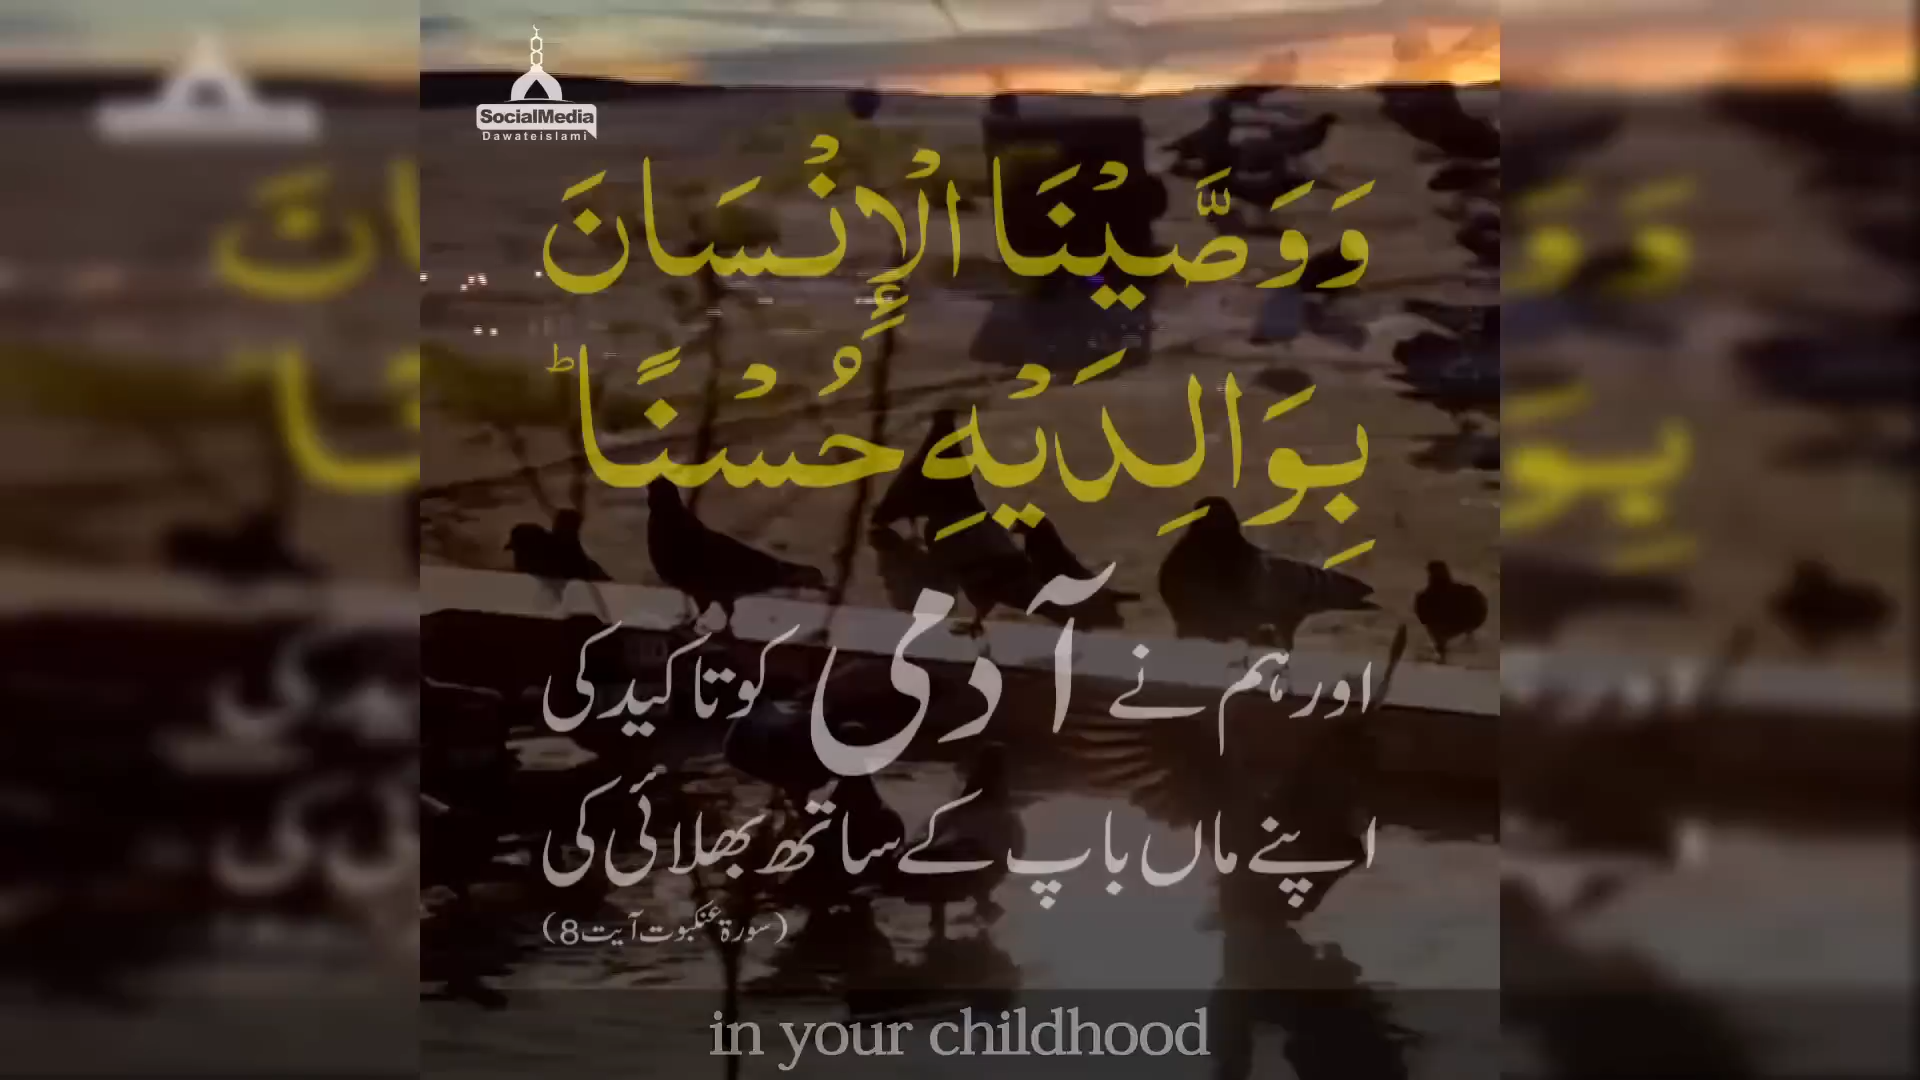 SocialMedia
Dawateislami
وَوَصَّيْنَا الْإِنْسَانَ
بِوَالِدَيْهِ حُسْنًا ؕ
اور ہم نے آدمی کو تاکید کی
اپنے ماں باپ کے ساتھ بھلائی کی
(سورۃ عنکبوت آیت 8)
in your childhood